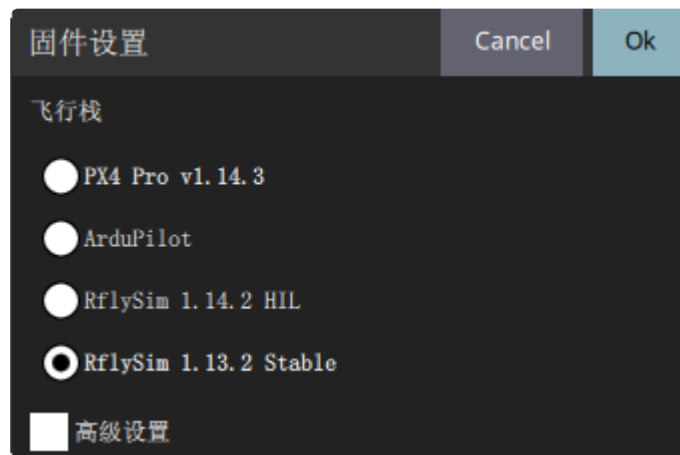 固件设置 Cancel Ok
飞行栈
PX4 Pro v1.14.3
ArduPilot
RflySim 1.14.2 HIL
RflySim 1.13.2 Stable
高级设置